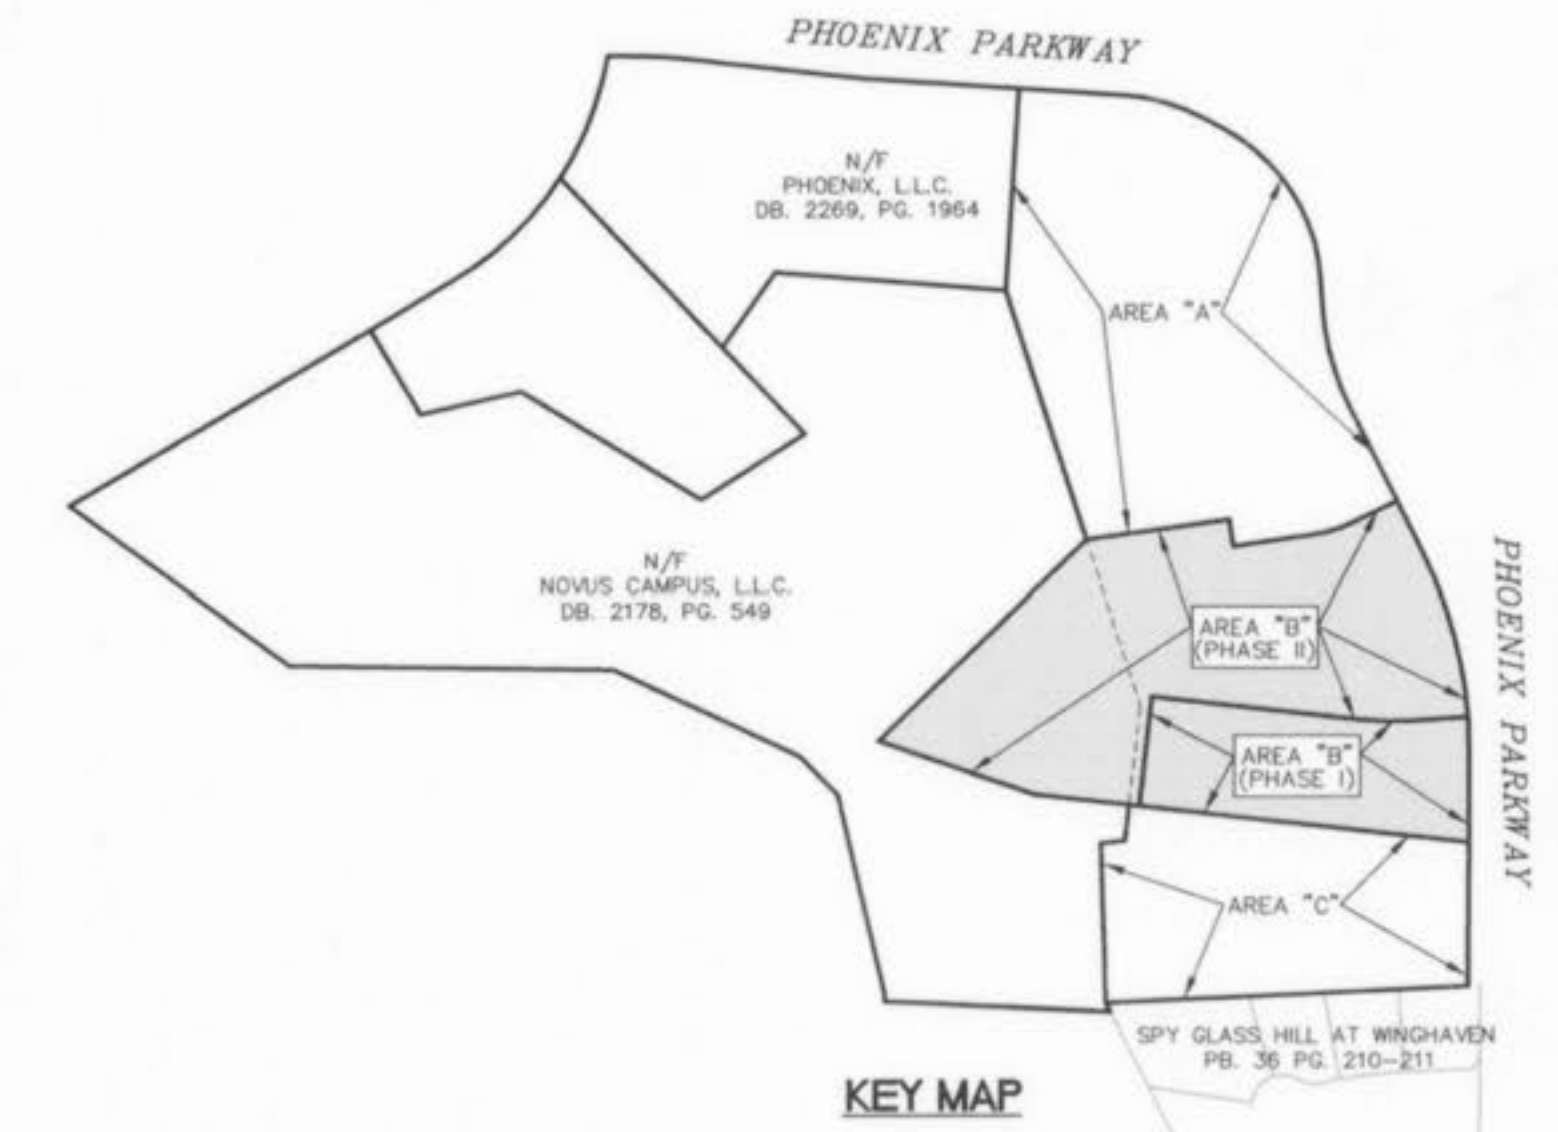 PHOENIX PARKWAY
N/F
PHOENIX, L.L.C.
DB. 2269, PG. 1964
AREA "A"
N/F
NOVUS CAMPUS, L.L.C.
DB. 2178, PG. 549
AREA "B"
(PHASE II)
PHOENIX PARKWAY
AREA "B"
(PHASE I)
AREA "C"
SPY GLASS HILL AT WINGHAVEN
PB. 36 PG. 210-211
KEY MAP